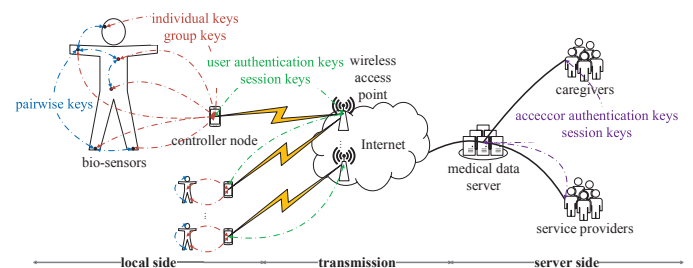 individual keys
group keys
user authentication keys
session keys
wireless
access
point
pairwise keys
controller node
bio-sensors
Internet
caregivers
acceccor authentication keys
session keys
medical data
server
service providers
local side
transmission
server side